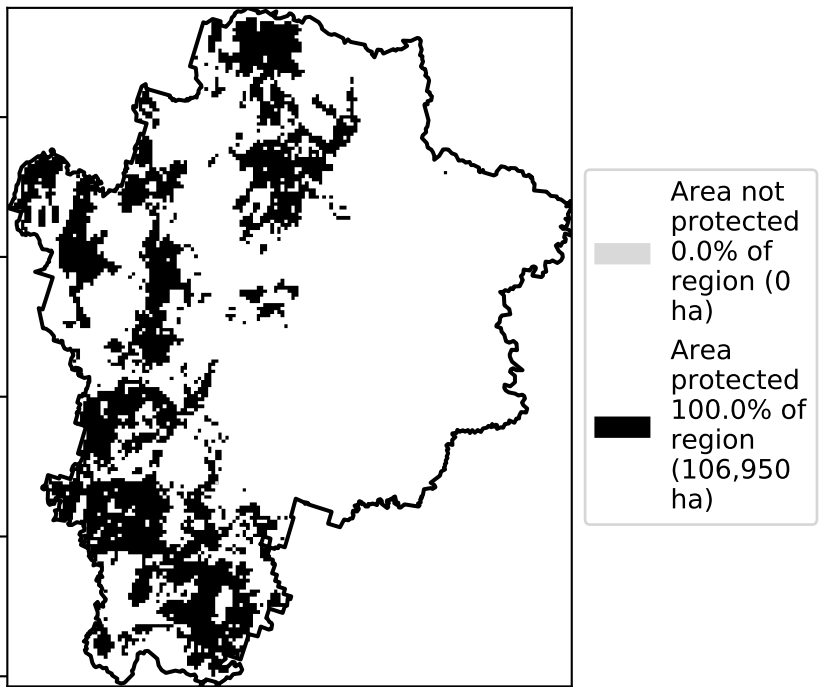 Area not
protected
0.0% of
region (0
ha)
Area
protected
100.0% of
region
(106,950
ha)